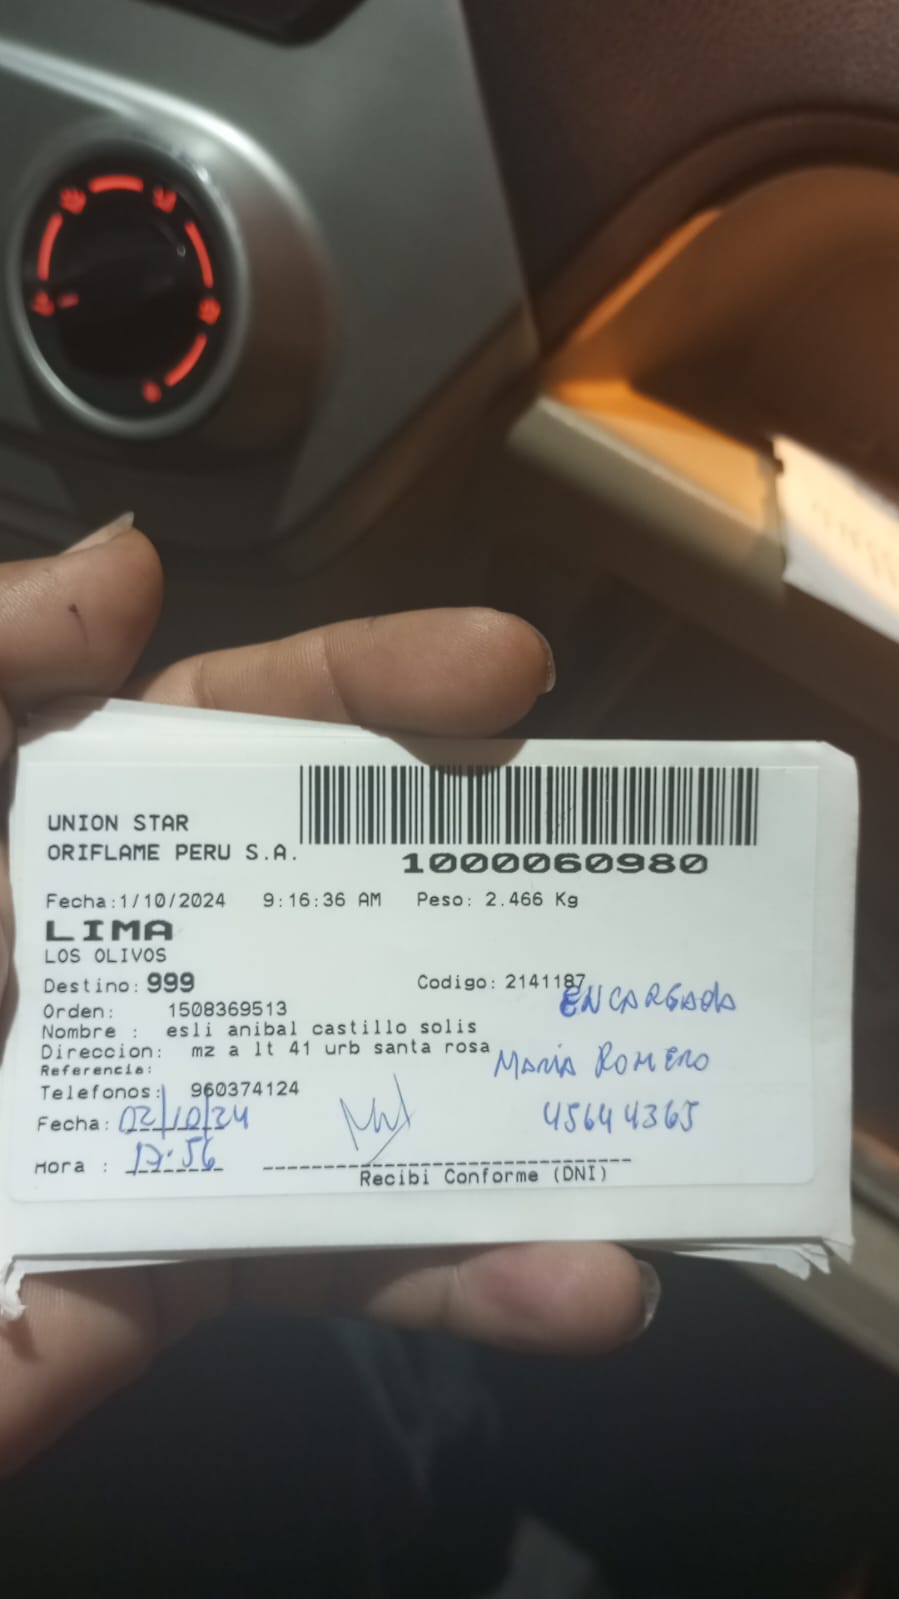 UNION STAR
ORIFLAME PERU S.A.
1000060980
Fecha:1/10/2024 9:16:36 AM Peso: 2.466 Kg
LIMA
LOS OLIVOS
Destino: 999 Codigo: 2141187
ENCARGADA
Orden: 1508369513
Nombre : esli anibal castillo solis
Direccion: mz a lt 41 urb santa rosa
MARIA ROMERO
Referencia:
Telefonos: 960374124
Fecha: 02/10/24 45644365
Hora : 17:56
Recibi Conforme (DNI)